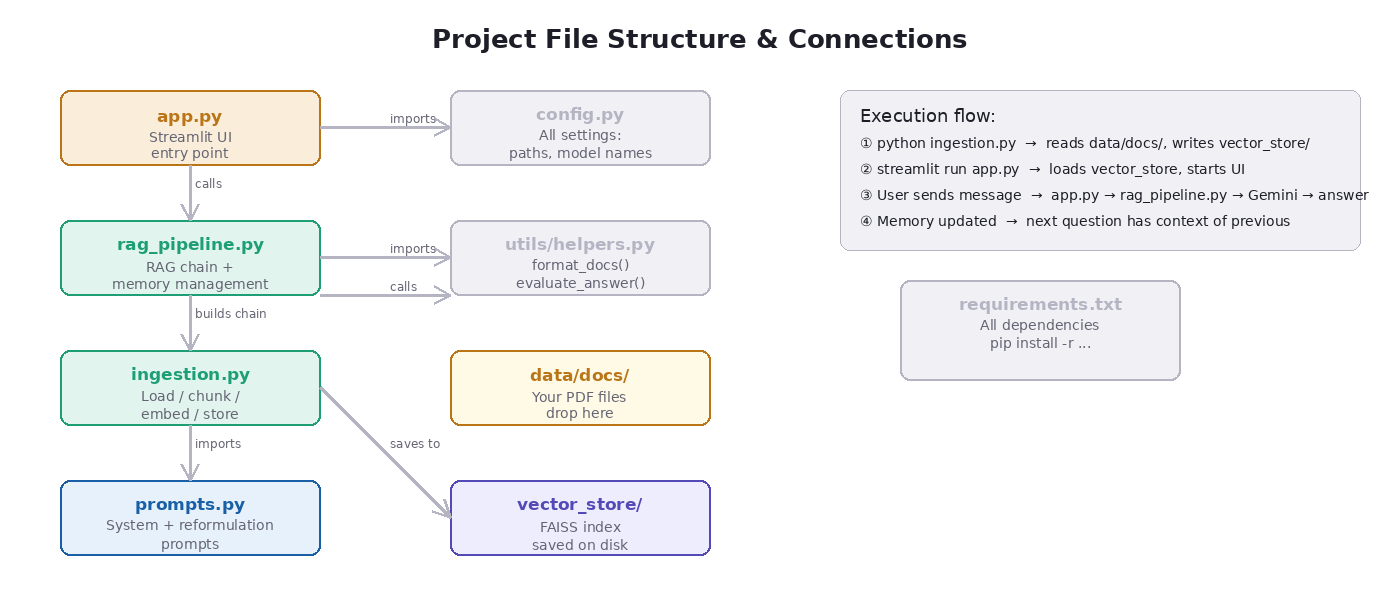 Project File Structure & Connections
app.py
Streamlit UI
entry point
imports
config.py
All settings:
paths, model names
calls
rag_pipeline.py
RAG chain +
memory management
imports
calls
utils/helpers.py
format_docs()
evaluate_answer()
builds chain
ingestion.py
Load / chunk /
embed / store
data/docs/
Your PDF files
drop here
imports
saves to
prompts.py
System + reformulation
prompts
vector_store/
FAISS index
saved on disk
Execution flow:
① python ingestion.py → reads data/docs/, writes vector_store/
② streamlit run app.py → loads vector_store, starts UI
③ User sends message → app.py → rag_pipeline.py → Gemini → answer
④ Memory updated → next question has context of previous
requirements.txt
All dependencies
pip install -r ...